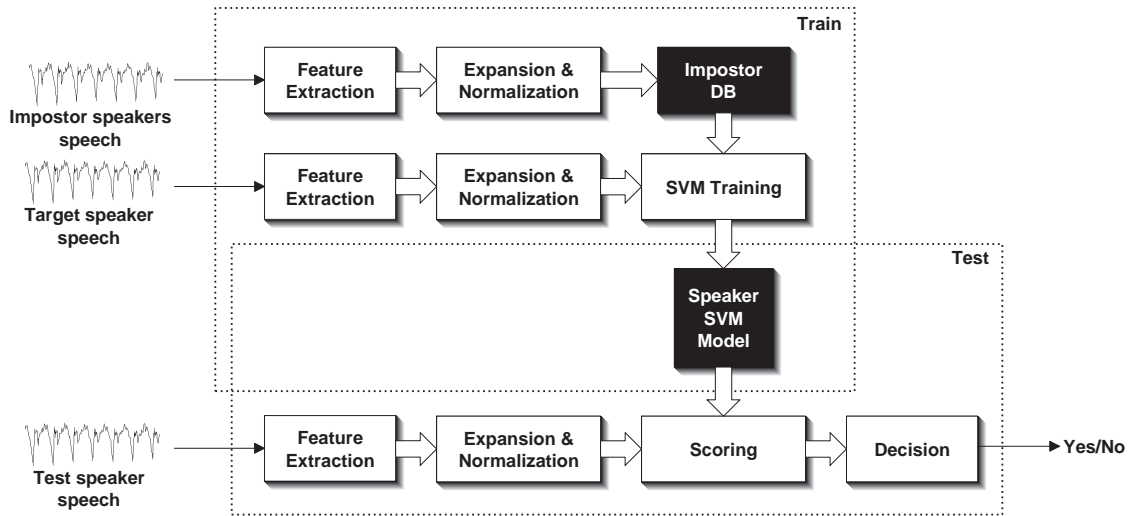 Train
Feature
Extraction
Expansion &
Normalization
Impostor
DB
Impostor speakers
speech
Feature
Extraction
Expansion &
Normalization
SVM Training
Target speaker
speech
Test
Speaker
SVM
Model
Feature
Extraction
Expansion &
Normalization
Scoring
Decision
Yes/No
Test speaker
speech